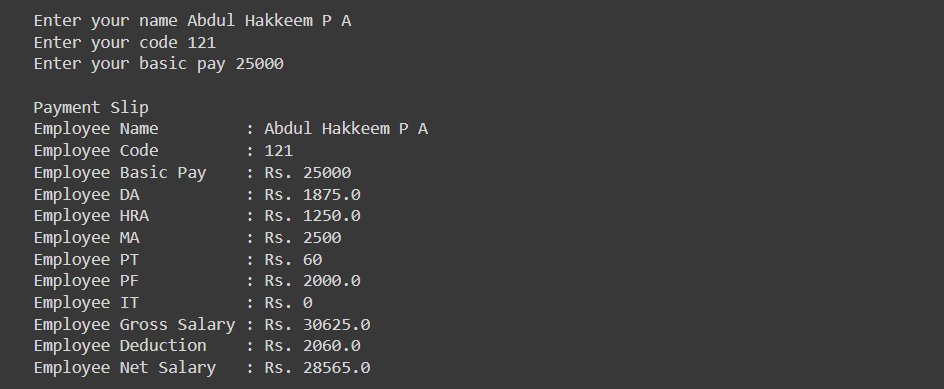 Enter your name Abdul Hakkeem P A
Enter your code 121
Enter your basic pay 25000
Payment Slip
Employee Name         : Abdul Hakkeem P A
Employee Code         : 121
Employee Basic Pay    : Rs. 25000
Employee DA           : Rs. 1875.0
Employee HRA          : Rs. 1250.0
Employee MA           : Rs. 2500
Employee PT           : Rs. 60
Employee PF           : Rs. 2000.0
Employee IT           : Rs. 0
Employee Gross Salary : Rs. 30625.0
Employee Deduction    : Rs. 2060.0
Employee Net Salary   : Rs. 28565.0